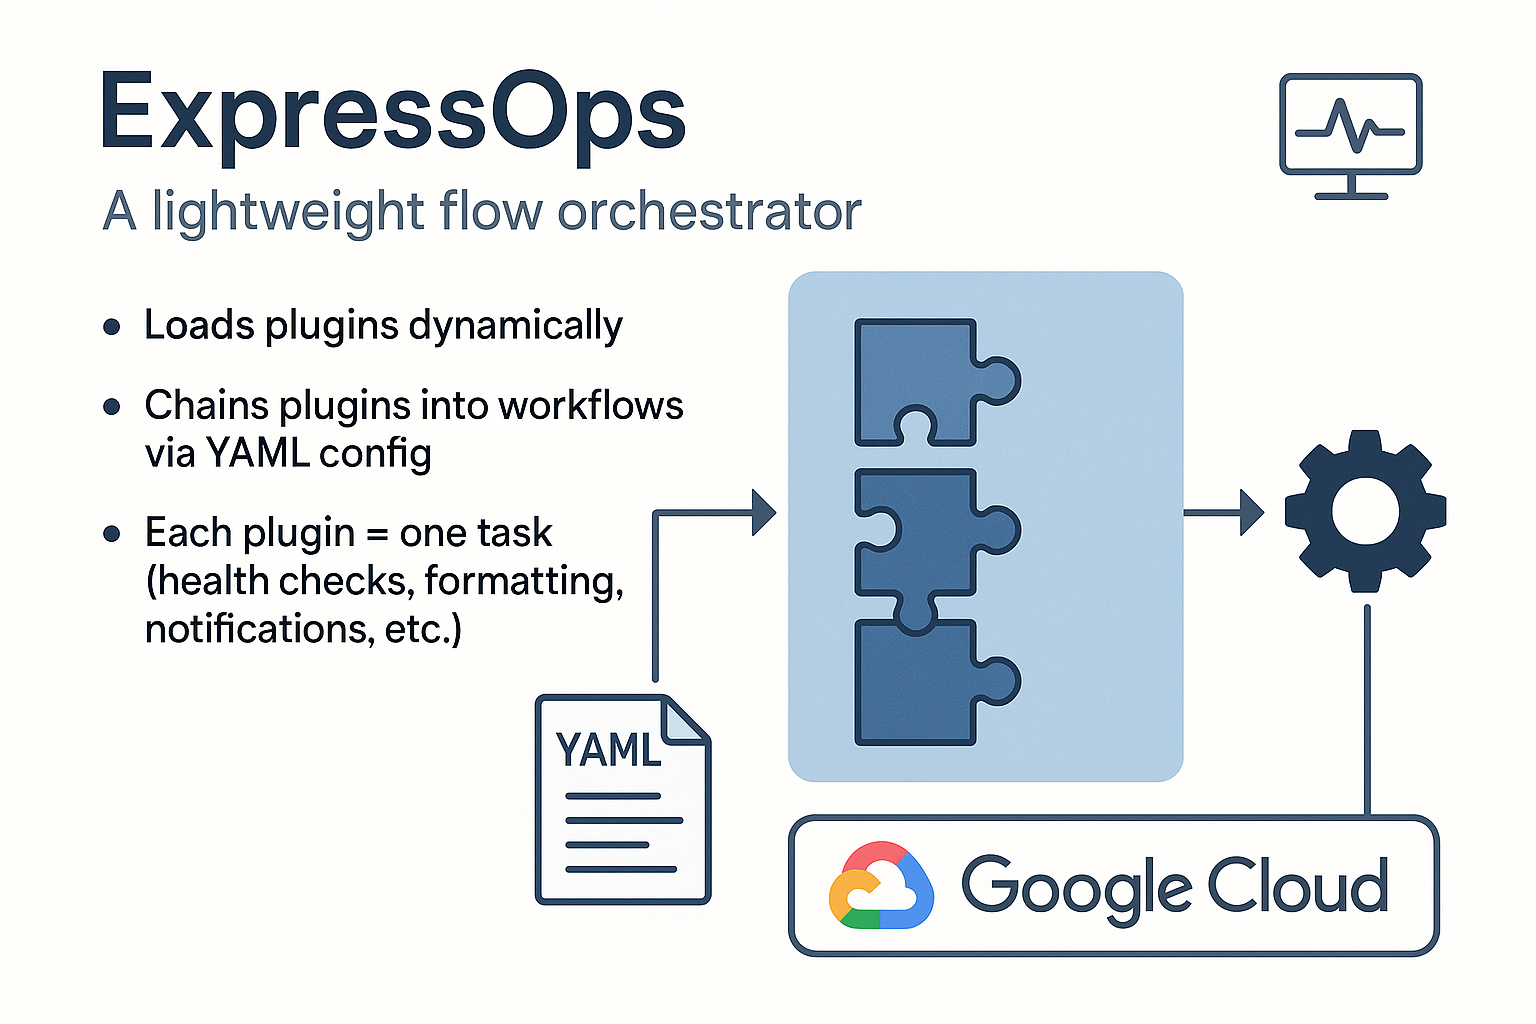 ExpressOps
A lightweight flow orchestrator
• Loads plugins dynamically
• Chains plugins into workflows
via YAML config
• Each plugin = one task
(health checks, formatting,
notifications, etc.)
YAML
Google Cloud